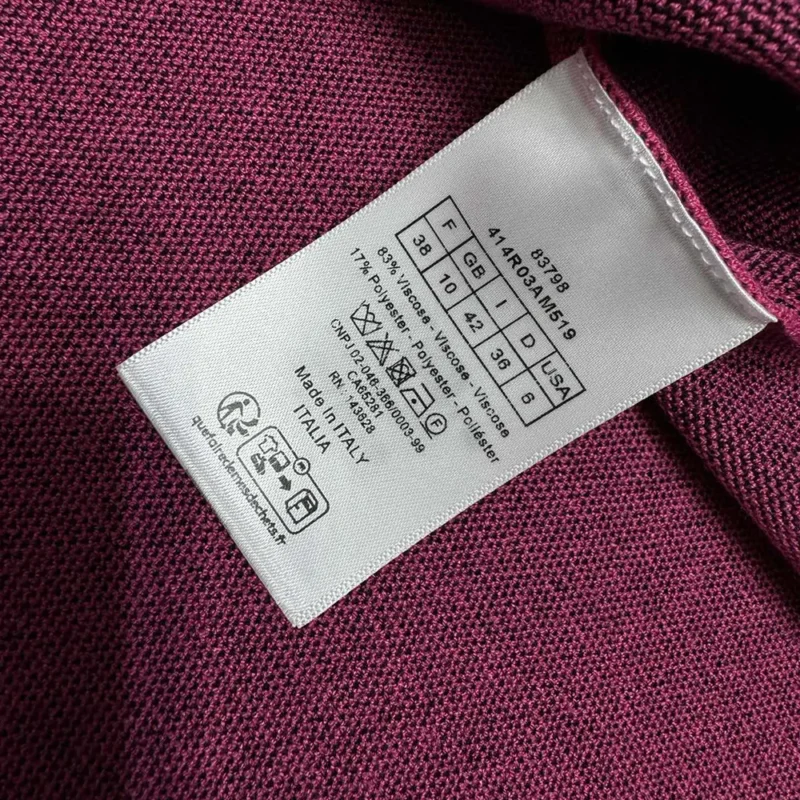 83798
414R03AM519
F GB I D USA
38 10 42 36 6
83% Viscose - Viscose - Viscose
17% Polyester - Polyester - Poliéster
F
CNPJ 02-046-366/0003-99
CA65281
RN : 143628
Made in ITALY
ITALIA
quefairedemesdechets.fr